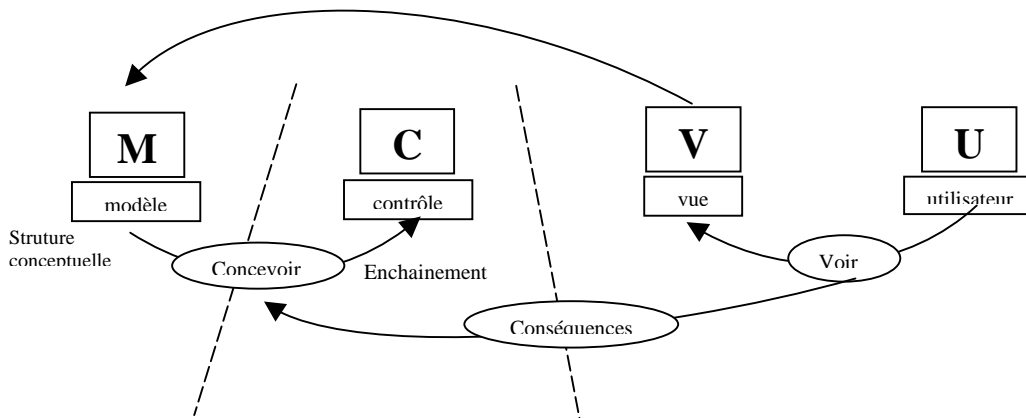 M
C
V
U
modèle
contrôle
vue
utilisateur
Struture
conceptuelle
Concevoir
Enchainement
Voir
Conséquences